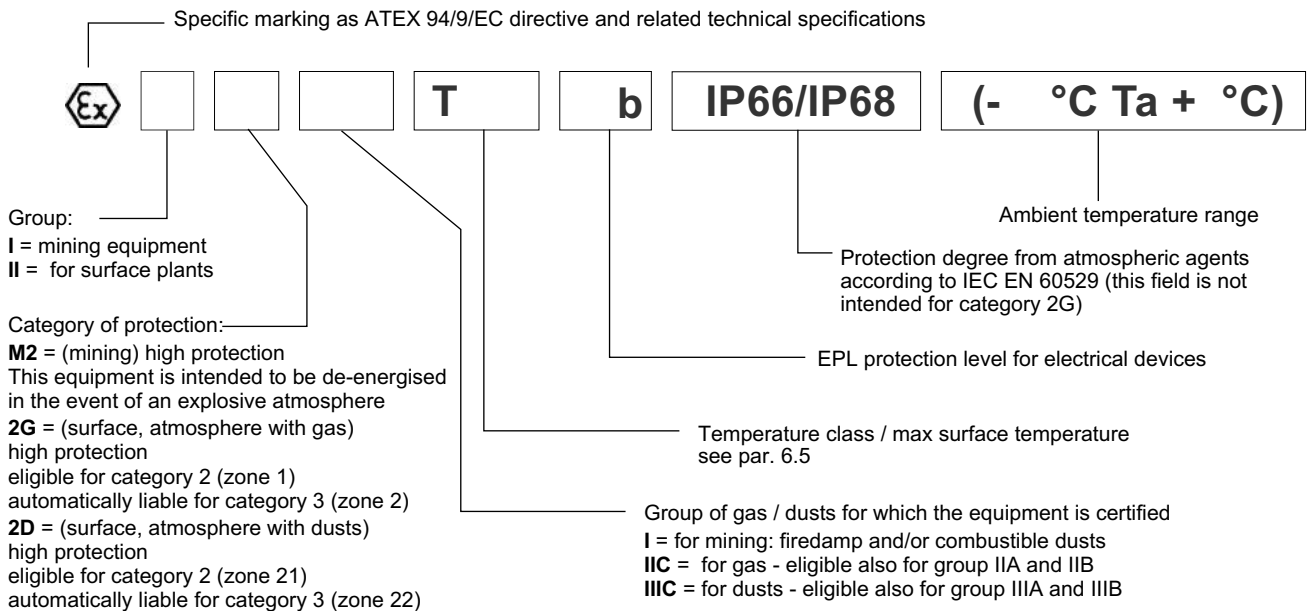 Specific marking as ATEX 94/9/EC directive and related technical specifications
Ex T b IP66/IP68 (- °C Ta + °C)
Group:
I = mining equipment
II = for surface plants
Category of protection:
M2 = (mining) high protection
This equipment is intended to be de-energised
in the event of an explosive atmosphere
2G = (surface, atmosphere with gas)
high protection
eligible for category 2 (zone 1)
automatically liable for category 3 (zone 2)
2D = (surface, atmosphere with dusts)
high protection
eligible for category 2 (zone 21)
automatically liable for category 3 (zone 22)
Ambient temperature range
Protection degree from atmospheric agents
according to IEC EN 60529 (this field is not
intended for category 2G)
EPL protection level for electrical devices
Temperature class / max surface temperature
see par. 6.5
Group of gas / dusts for which the equipment is certified
I = for mining: firedamp and/or combustible dusts
IIC = for gas - eligible also for group IIA and IIB
IIIC = for dusts - eligible also for group IIIA and IIIB